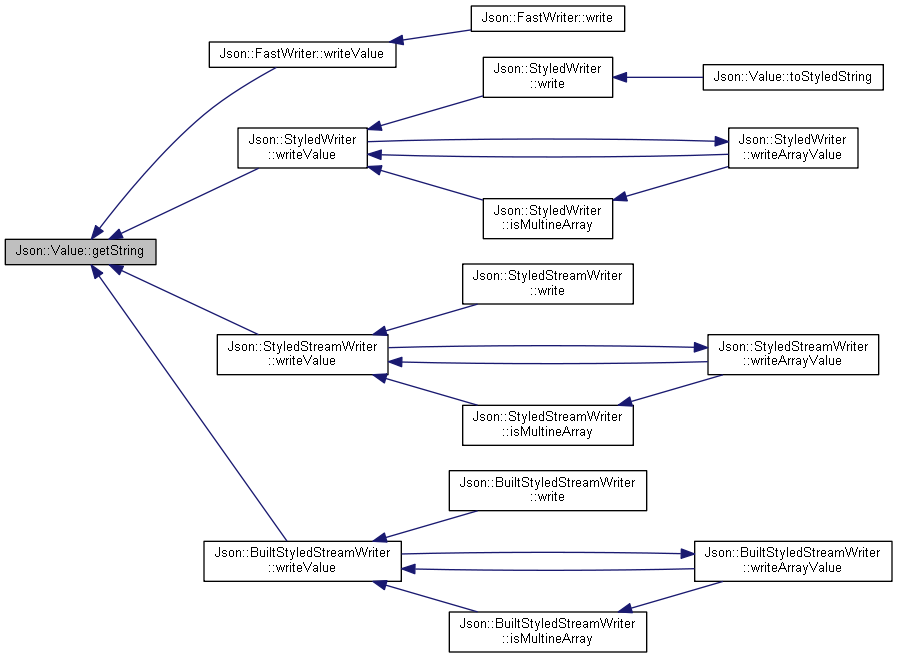 Json::FastWriter::write
Json::FastWriter::writeValue
Json::StyledWriter
::write
Json::Value::toStyledString
Json::StyledWriter
::writeValue
Json::StyledWriter
::writeArrayValue
Json::StyledWriter
::isMultineArray
Json::Value::getString
Json::StyledStreamWriter
::write
Json::StyledStreamWriter
::writeValue
Json::StyledStreamWriter
::writeArrayValue
Json::StyledStreamWriter
::isMultineArray
Json::BuiltStyledStreamWriter
::write
Json::BuiltStyledStreamWriter
::writeValue
Json::BuiltStyledStreamWriter
::writeArrayValue
Json::BuiltStyledStreamWriter
::isMultineArray